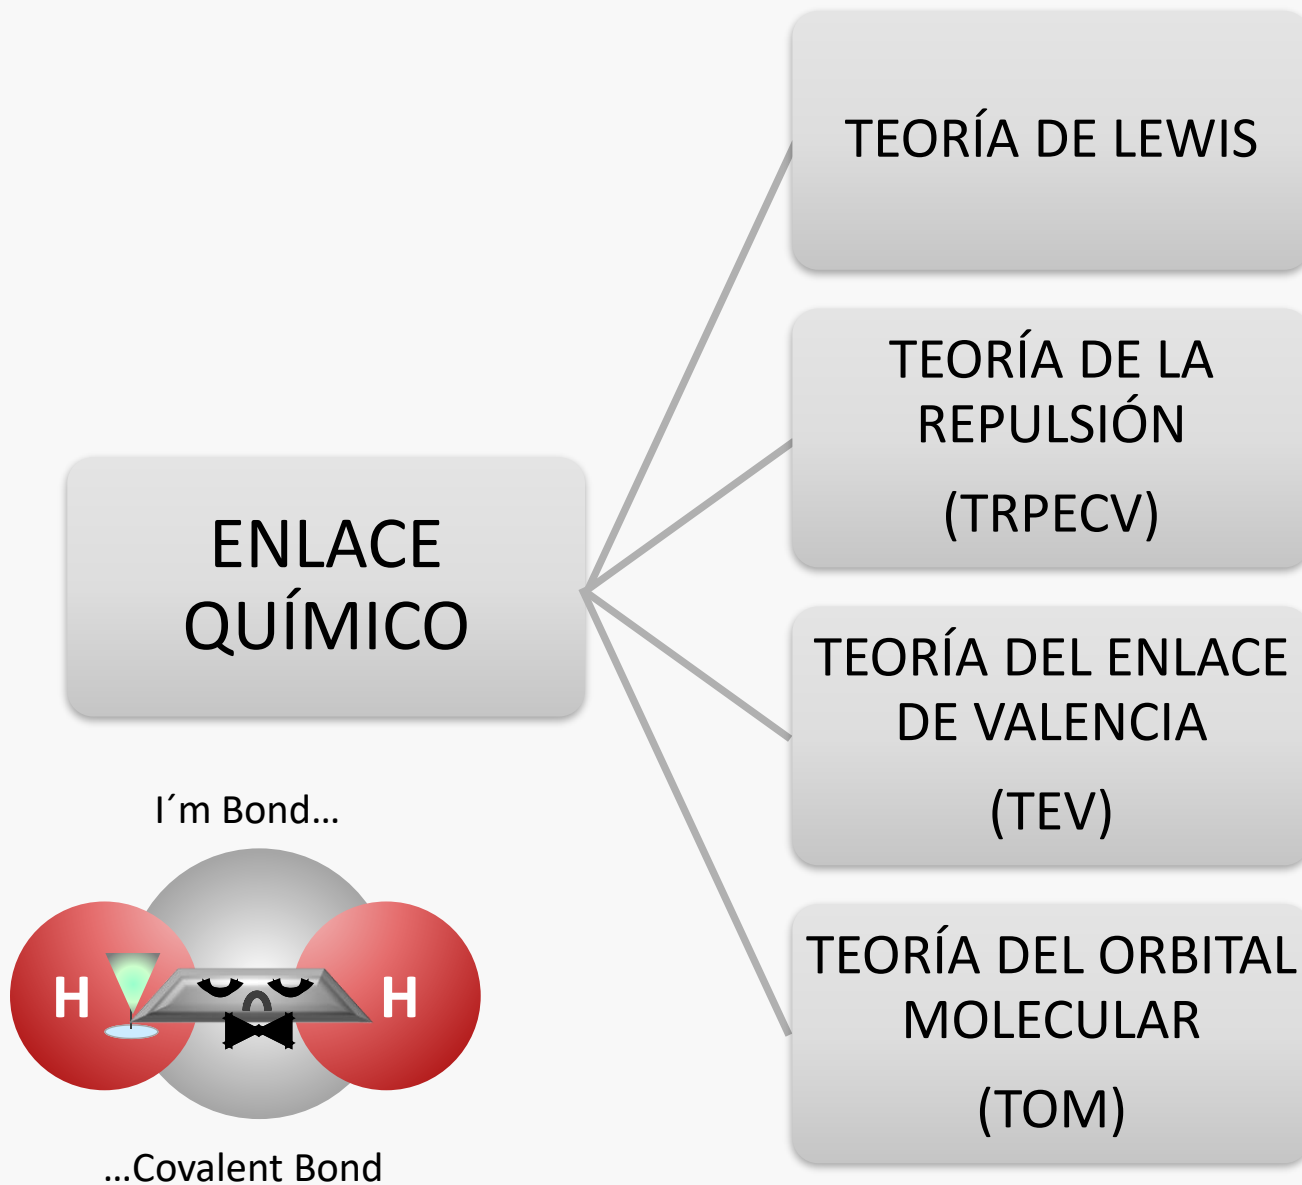 TEORÍA DE LEWIS
TEORÍA DE LA
REPULSIÓN
(TRPECV)
ENLACE
QUÍMICO
TEORÍA DEL ENLACE
DE VALENCIA
(TEV)
I´m Bond...
H
H
...Covalent Bond
TEORÍA DEL ORBITAL
MOLECULAR
(TOM)